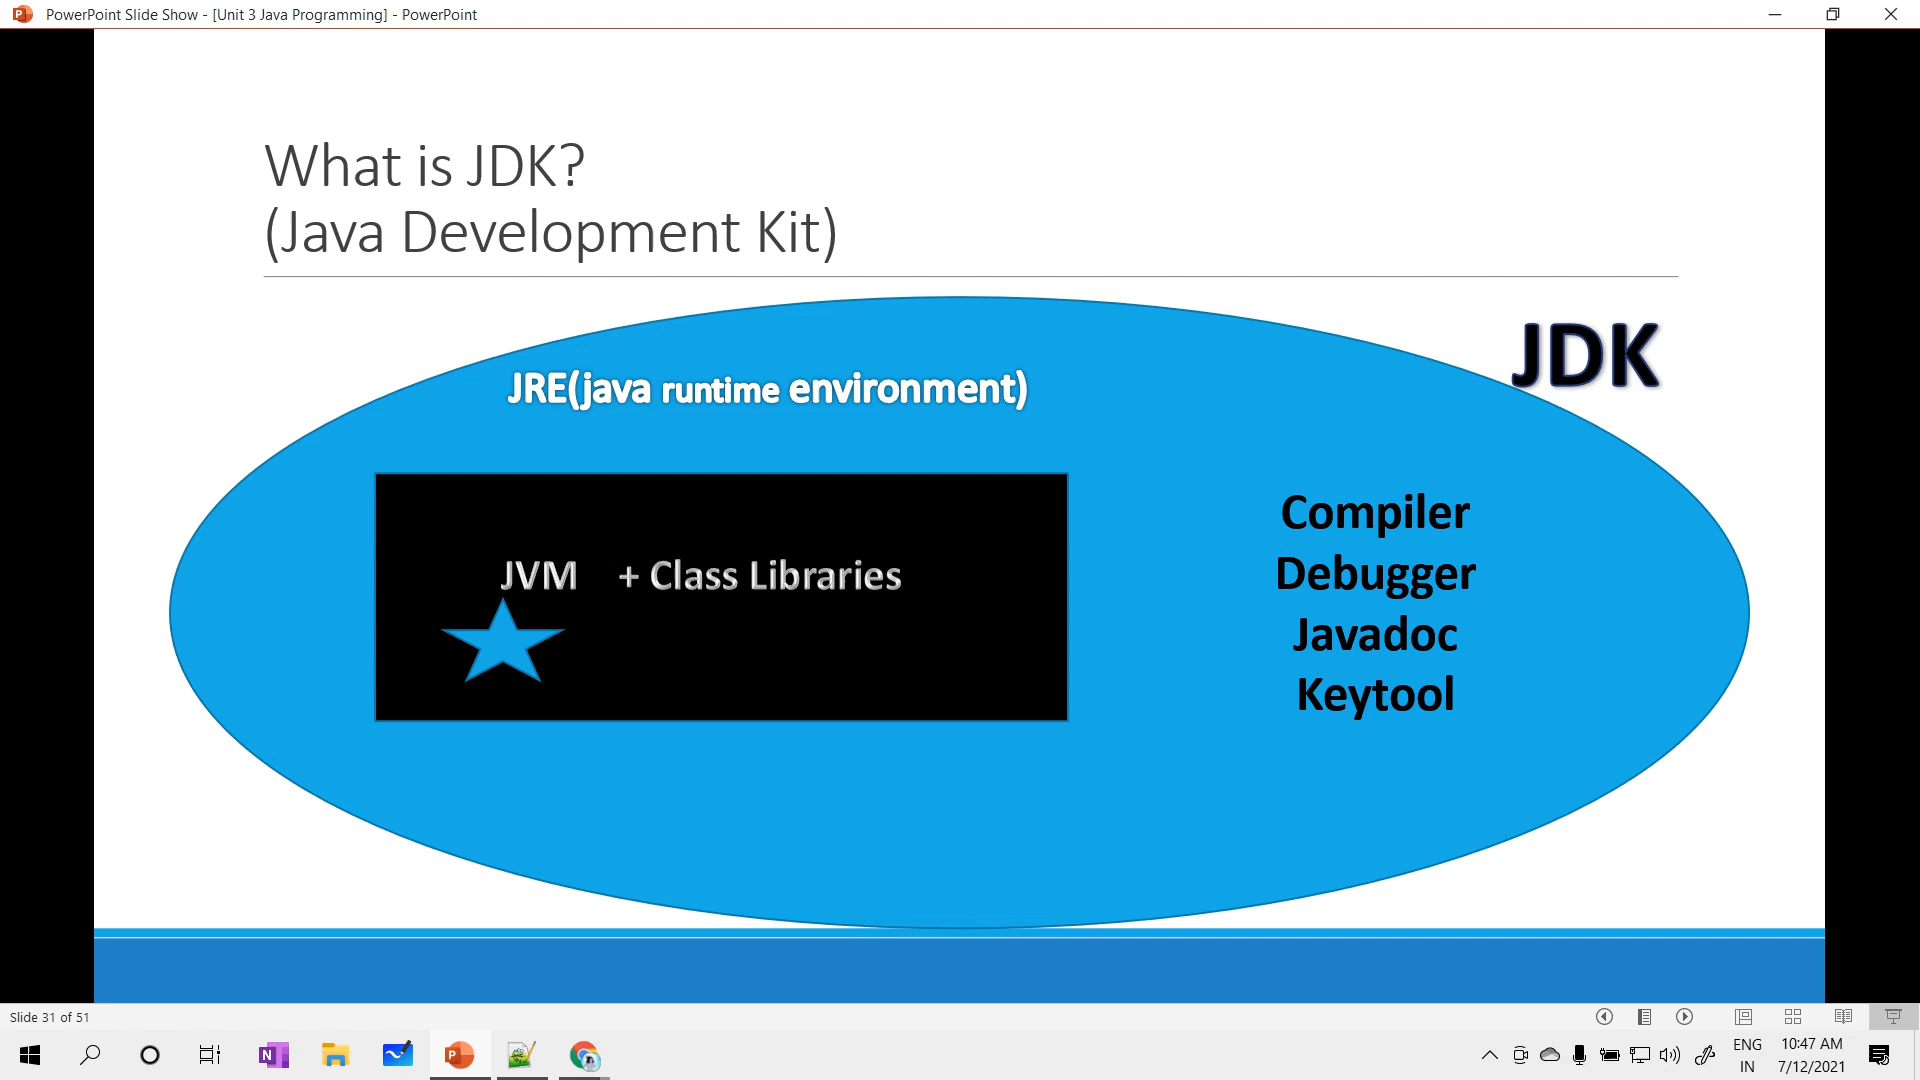 PowerPoint Slide Show - [Unit 3 Java Programming] - PowerPoint
What is JDK?
(Java Development Kit)
JDK
JRE(java runtime environment)
JVM + Class Libraries
Compiler
Debugger
Javadoc
Keytool
Slide 31 of 51
ENG
IN
10:47 AM
7/12/2021